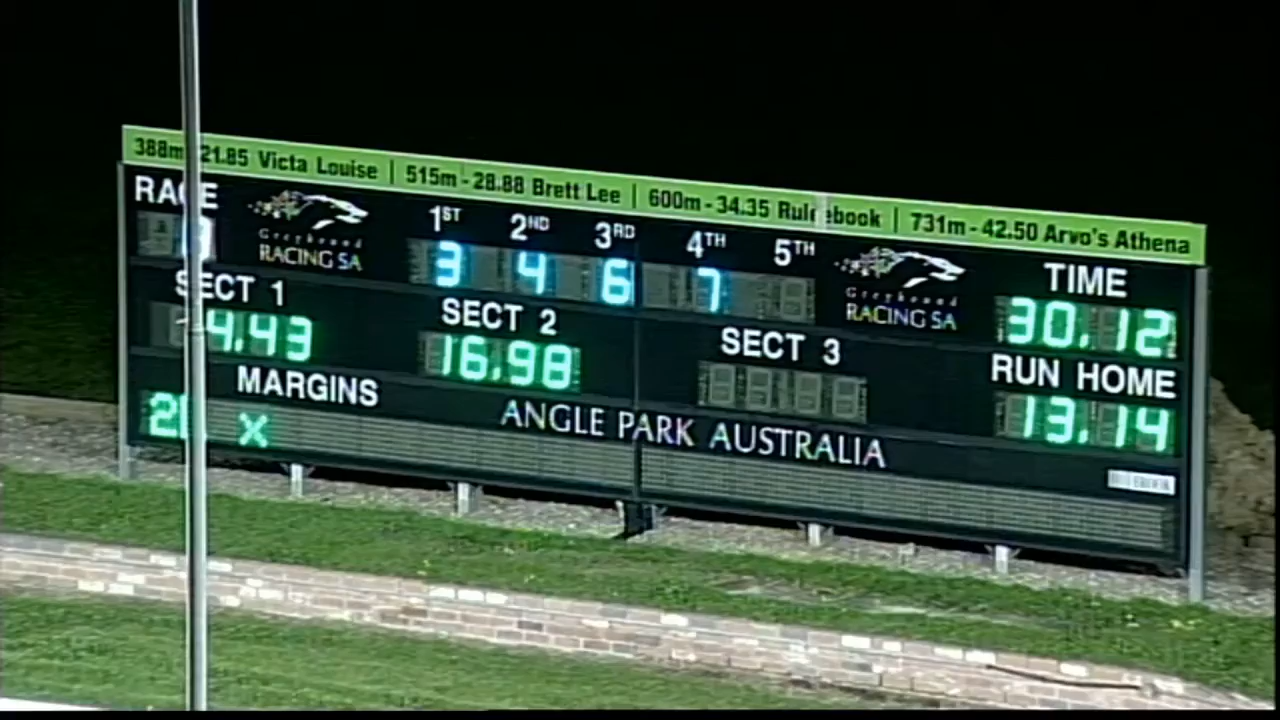 388m 21.85 Victa Louise | 515m - 28.88 Brett Lee | 600m - 34.35 Rulebook | 731m - 42.50 Arvo's Athena
RACE
Greyhound
RACING SA
1ST 2ND 3RD 4TH 5TH
3 4 6 7
Greyhound
RACING SA
TIME
30.12
SECT 1
4.43
SECT 2
16.98
SECT 3
RUN HOME
13.14
MARGINS
x
ANGLE PARK AUSTRALIA